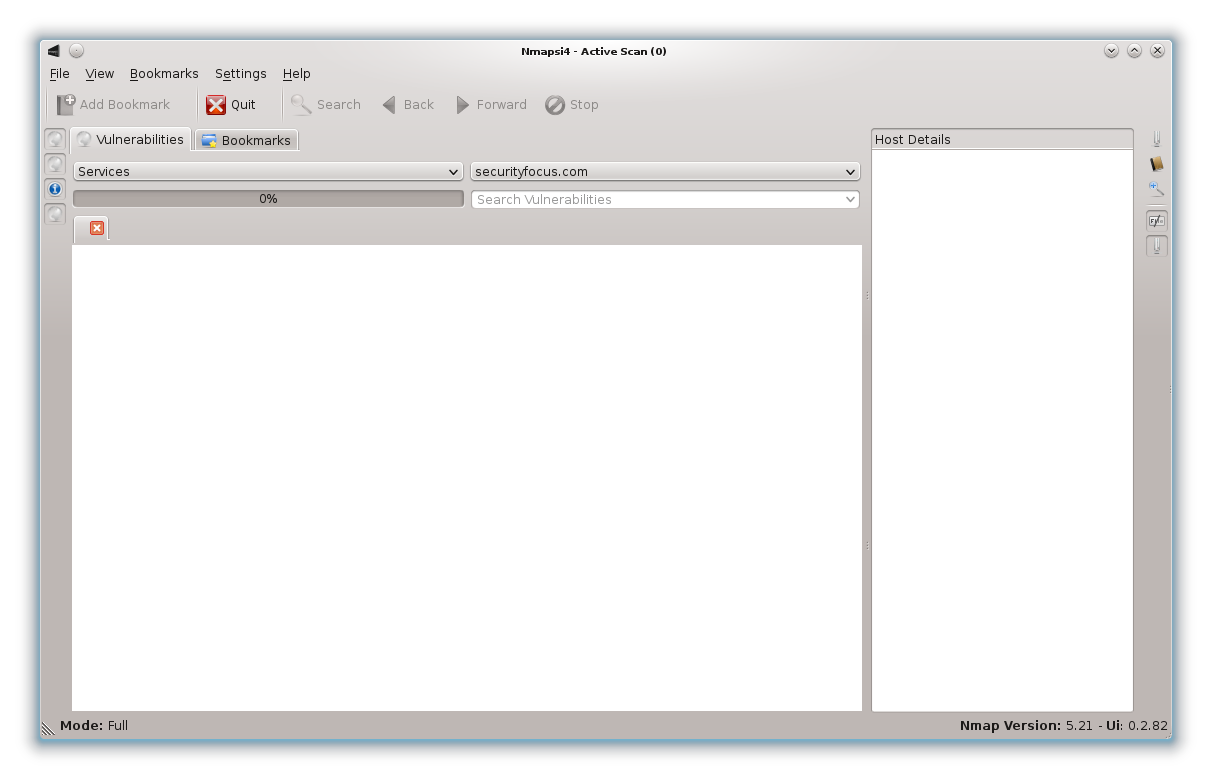 Nmapsi4 - Active Scan (0)
File View Bookmarks Settings Help
Add Bookmark Quit Search Back Forward Stop
Vulnerabilities Bookmarks
Host Details
Services securityfocus.com
0% Search Vulnerabilities
Mode: Full
Nmap Version: 5.21 - Ui: 0.2.82